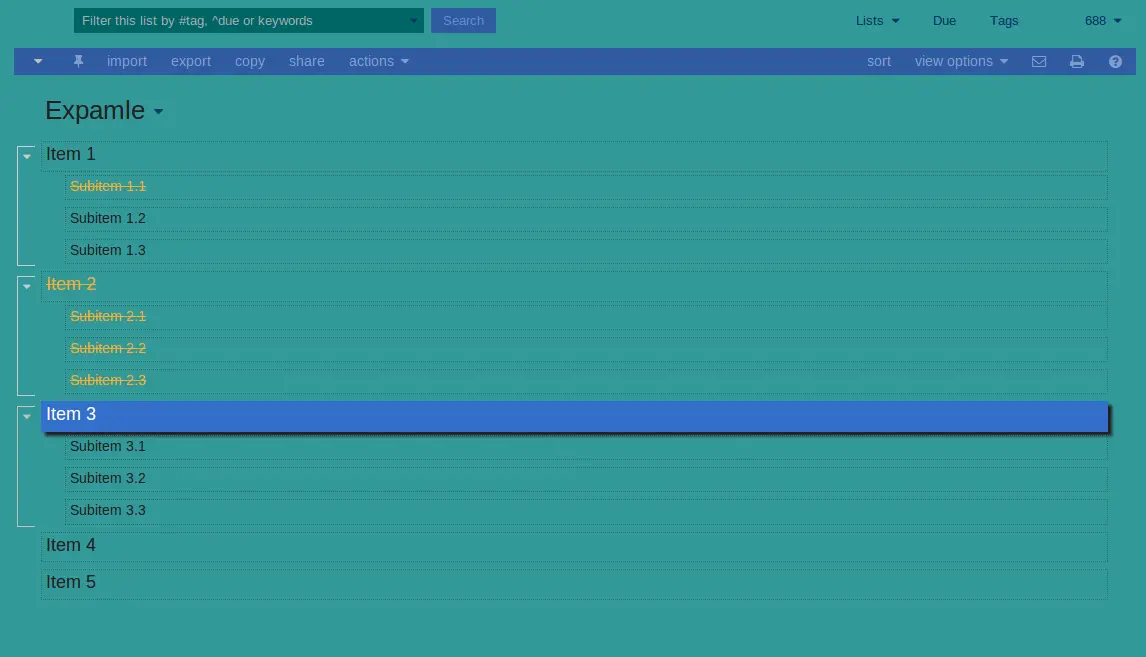 Filter this list by #tag, ^due or keywords Search Lists Due Tags 688
import export copy share actions sort view options
Expamle
Item 1
Subitem 1.1
Subitem 1.2
Subitem 1.3
Item 2
Subitem 2.1
Subitem 2.2
Subitem 2.3
Item 3
Subitem 3.1
Subitem 3.2
Subitem 3.3
Item 4
Item 5